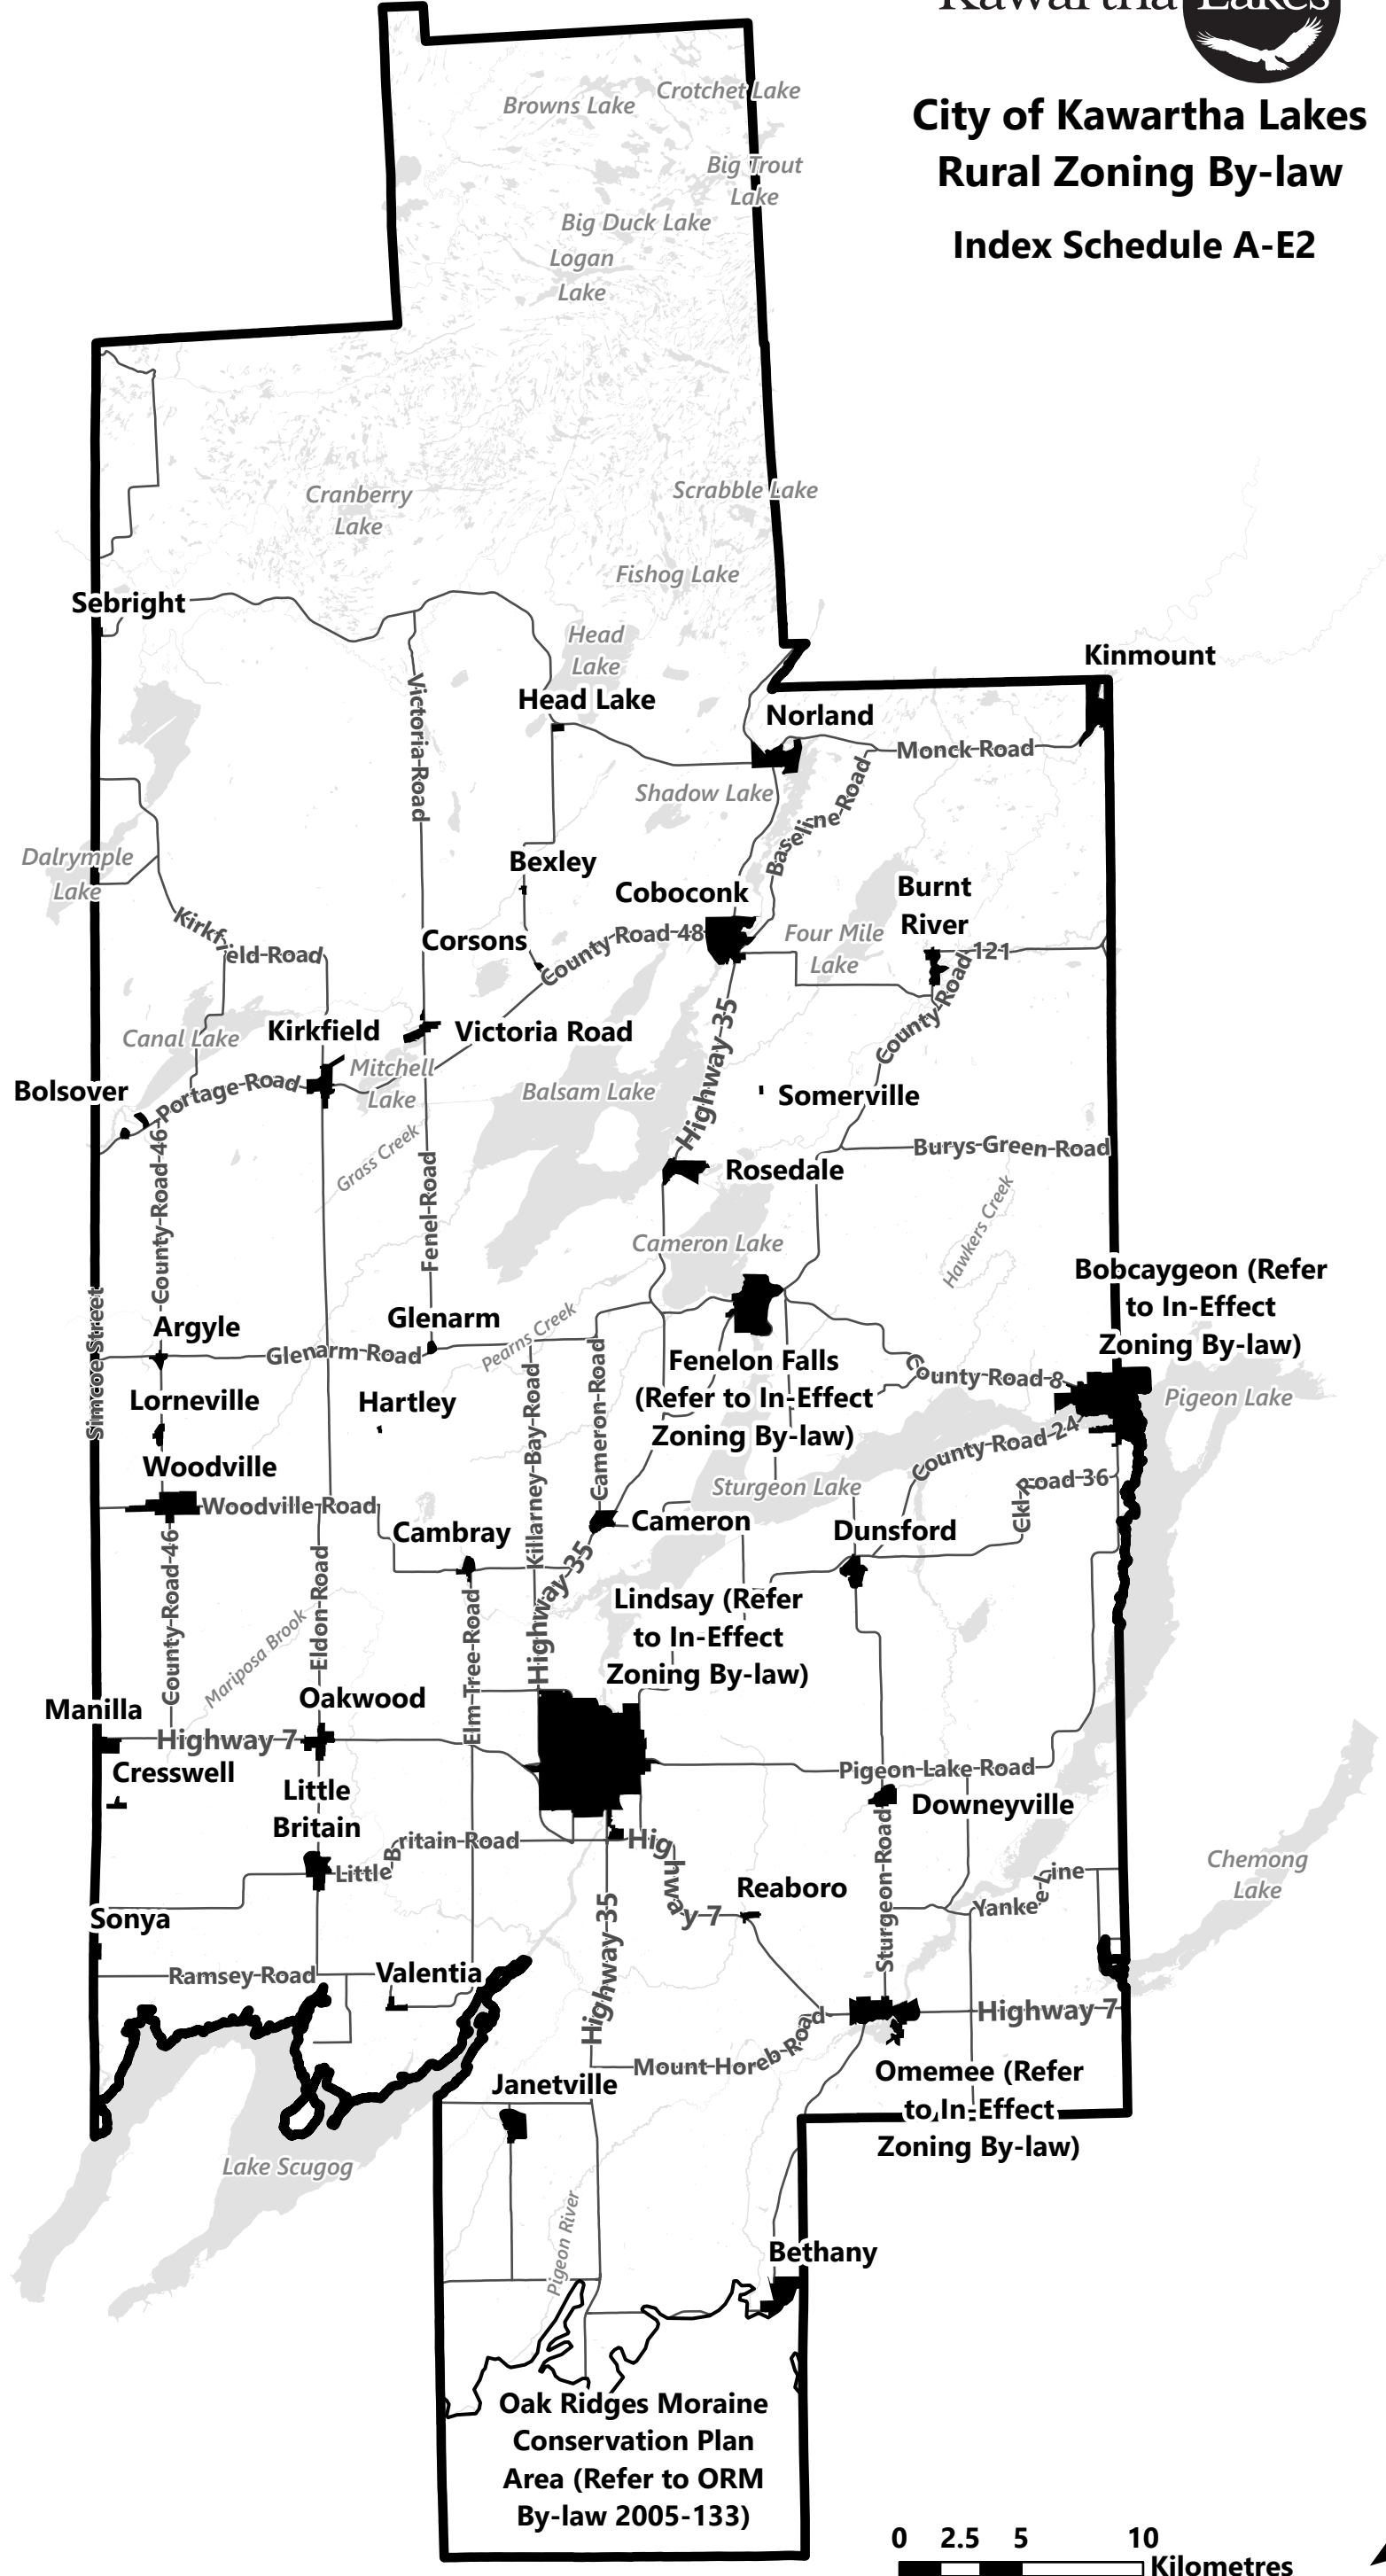 Kawartha Lakes
City of Kawartha Lakes
Rural Zoning By-law
Index Schedule A-E2
Crotchet Lake
Browns Lake
Big Trout
Lake
Big Duck Lake
Logan
Lake
Cranberry
Lake
Scrabble Lake
Fishog Lake
Sebright
Head
Lake
Kinmount
Victoria Road
Head Lake
Norland
Monck Road
Shadow Lake
Baseline Road
Dalrymple
Lake
Bexley
Coboconk
Burnt
River
Kirkfield Road
Corsons
County Road 48
Four Mile
Lake
121
County Road
Highway 35
Canal Lake
Kirkfield
Victoria Road
Mitchell
Lake
Bolsover
Portage Road
Balsam Lake
Somerville
Grass Creek
County Road 46
Fenel Road
Burys Green Road
Rosedale
Hawkers Creek
Cameron Lake
Bobcaygeon (Refer
to In-Effect
Zoning By-law)
Simcoe Street
Argyle
Glenarm
Pearns Creek
Glenarm Road
Fenelon Falls
(Refer to In-Effect
Zoning By-law)
County Road 8
Pigeon Lake
Lorneville
Hartley
Killarney Bay Road
Cameron Road
County Road 24
Woodville
Woodville Road
Sturgeon Lake
Ckl Road 36
Cambray
Cameron
Dunsford
Highway 35
County Road 46
Eldon Road
Elm Tree Road
Lindsay (Refer
to In-Effect
Zoning By-law)
Mariposa Brook
Manilla
Oakwood
Highway 7
Cresswell
Pigeon Lake Road
Little
Britain
Downeyville
Little Britain Road
Highway 7
Sturgeon Road
Yankee Line
Chemong
Lake
Reaboro
Sonya
Highway 35
Ramsey Road
Valentia
Highway 7
Mount Horeb Road
Omemee (Refer
to In-Effect
Zoning By-law)
Janetville
Lake Scugog
Pigeon River
Bethany
Oak Ridges Moraine
Conservation Plan
Area (Refer to ORM
By-law 2005-133)
0 2.5 5 10
Kilometres